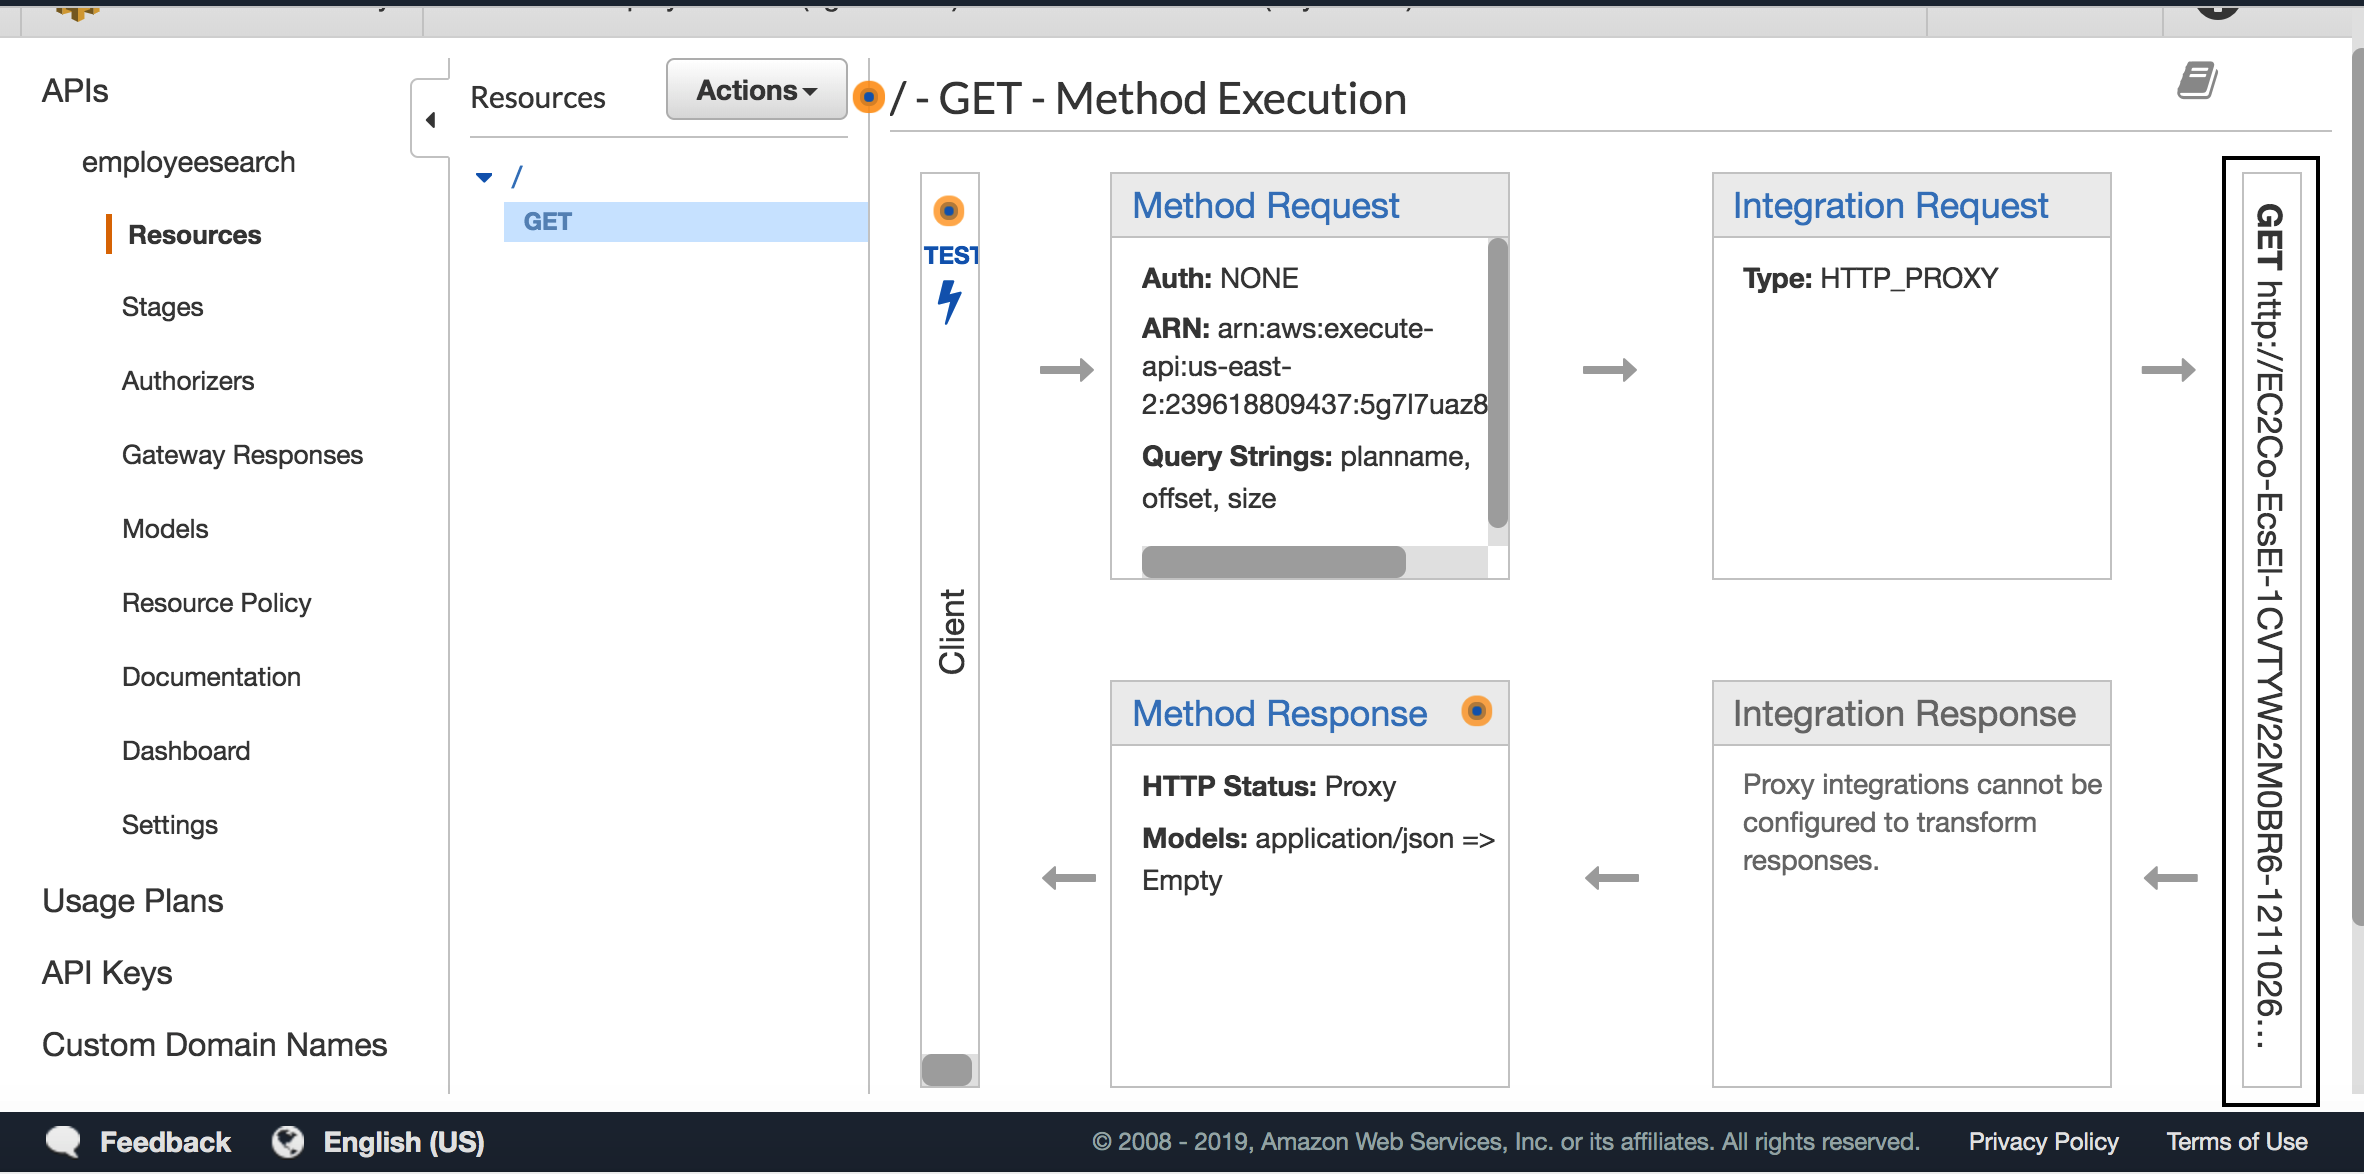 APIs
employeesearch
Resources
Stages
Authorizers
Gateway Responses
Models
Resource Policy
Documentation
Dashboard
Settings
Usage Plans
API Keys
Custom Domain Names
Resources
Actions
/
GET
/ - GET - Method Execution
TEST
Client
Method Request
Auth: NONE
ARN: arn:aws:execute-
api:us-east-
2:239618809437:5g7l7uaz8
Query Strings: planname,
offset, size
Integration Request
Type: HTTP_PROXY
Method Response
HTTP Status: Proxy
Models: application/json =>
Empty
Integration Response
Proxy integrations cannot be
configured to transform
responses.
GET http://EC2Co-EcsEl-1CVTYW22M0BR6-1211026...
Feedback
English (US)
© 2008 - 2019, Amazon Web Services, Inc. or its affiliates. All rights reserved.
Privacy Policy
Terms of Use